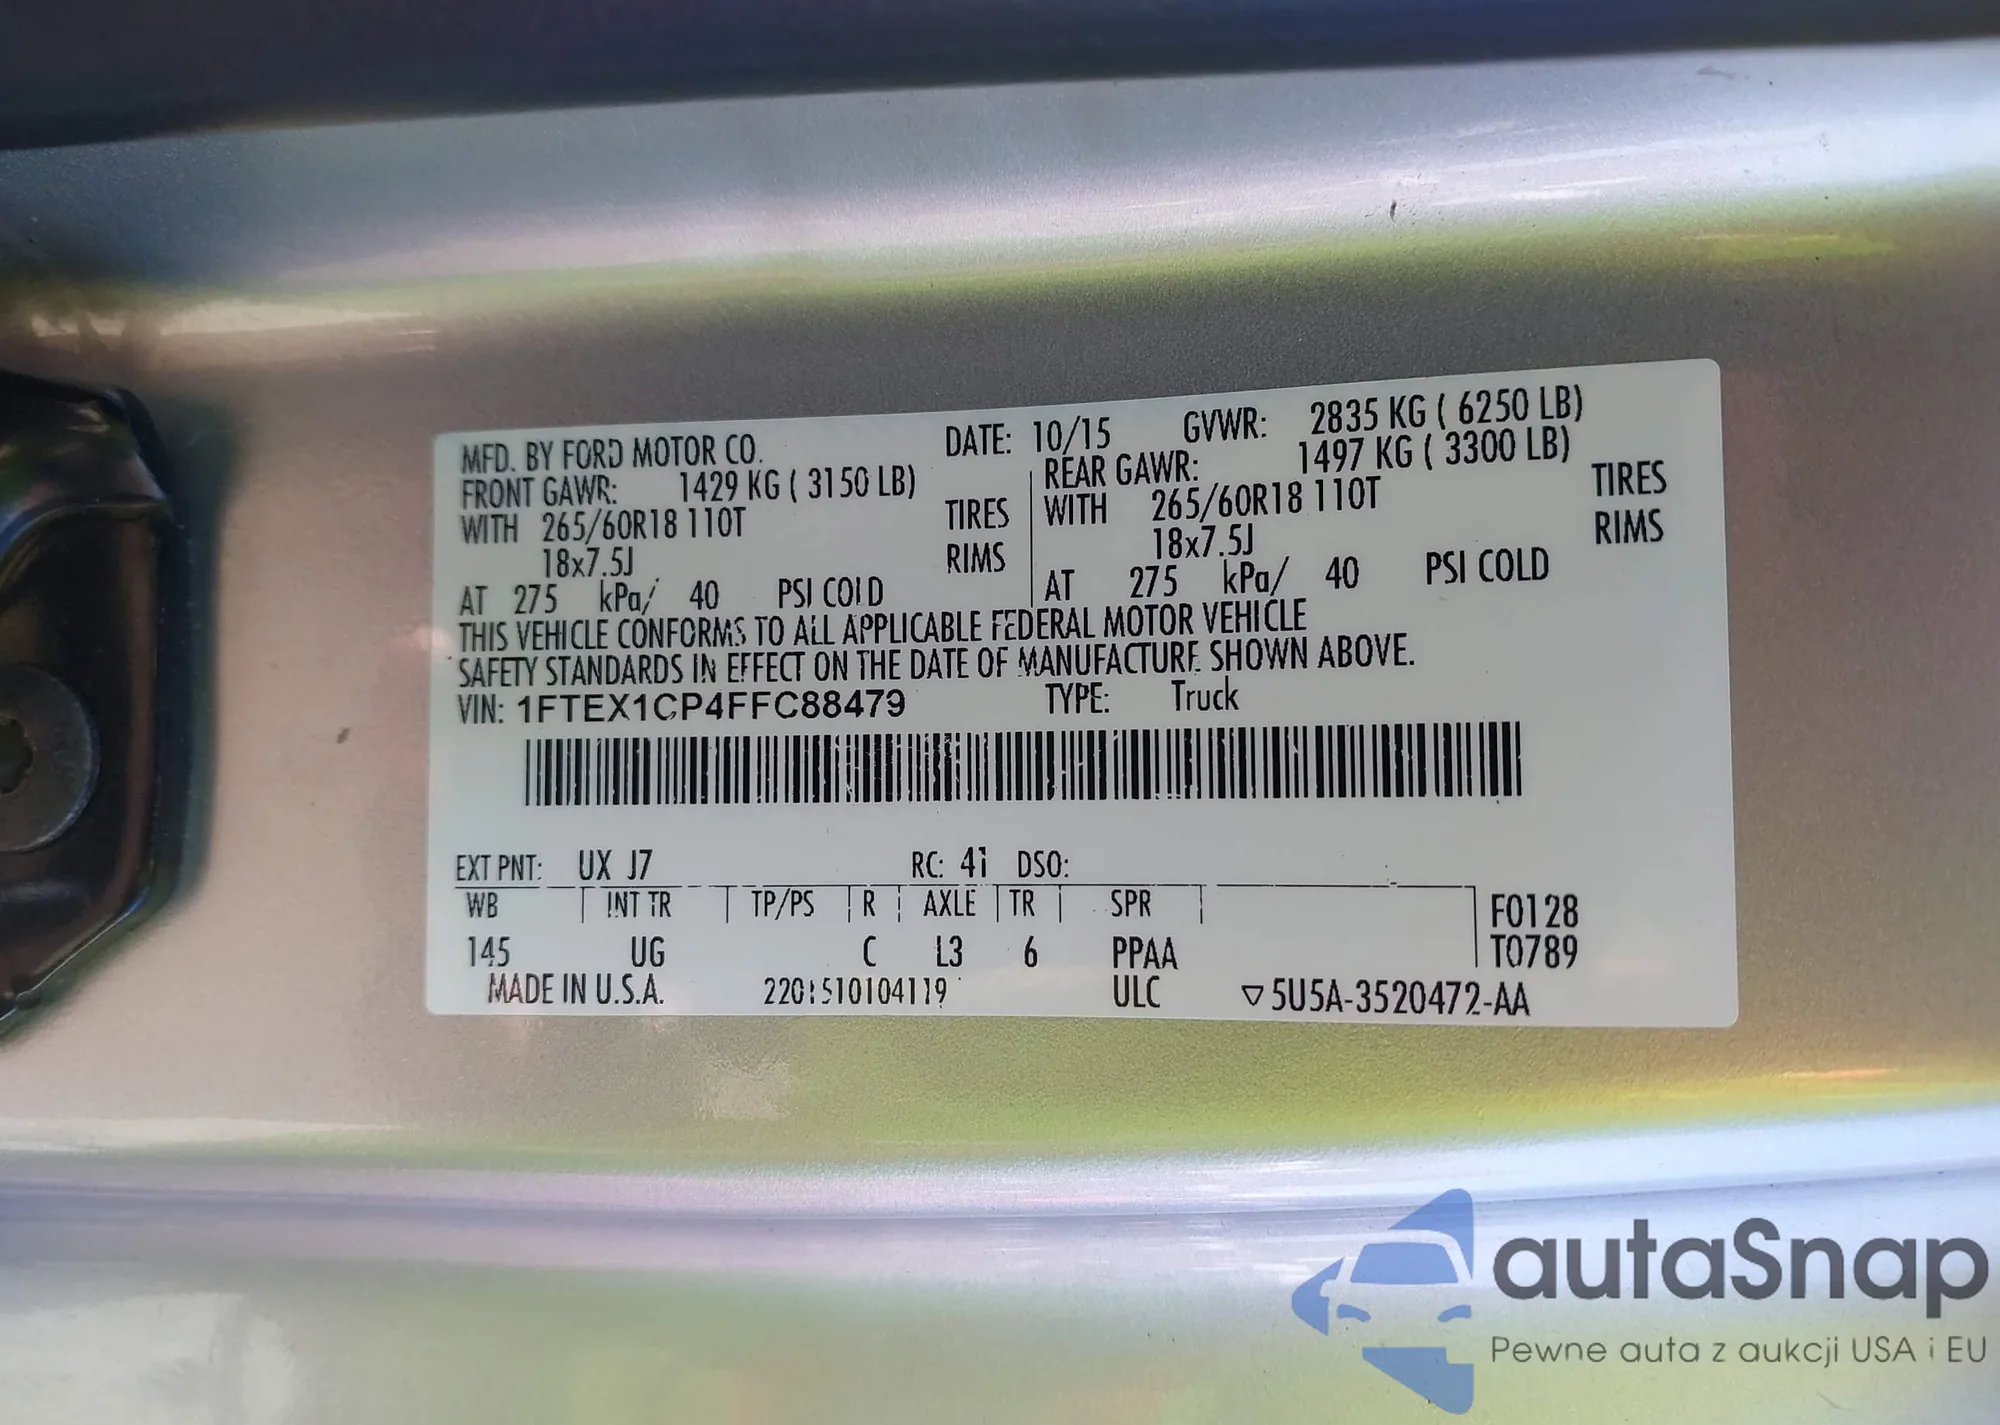 MFD. BY FORD MOTOR CO. DATE: 10/15 GVWR: 2835 KG ( 6250 LB)
FRONT GAWR: 1429 KG ( 3150 LB) REAR GAWR: 1497 KG ( 3300 LB)
WITH 265/60R18 110T TIRES WITH 265/60R18 110T TIRES
18x7.5J RIMS 18x7.5J RIMS
AT 275 kPa/ 40 PSI COLD AT 275 kPa/ 40 PSI COLD
THIS VEHICLE CONFORMS TO ALL APPLICABLE FEDERAL MOTOR VEHICLE
SAFETY STANDARDS IN EFFECT ON THE DATE OF MANUFACTURE SHOWN ABOVE.
VIN: 1FTEX1CP4FFC88479 TYPE: Truck
EXT PNT: UX J7 RC: 41 DSO:
WB INT TR TP/PS R AXLE TR SPR F0128
145 UG C L3 6 PPAA T0789
MADE IN U.S.A. 2201510104119 ULC ▽5U5A-3520472-AA
autaSnap
Pewne auta z aukcji USA i EU